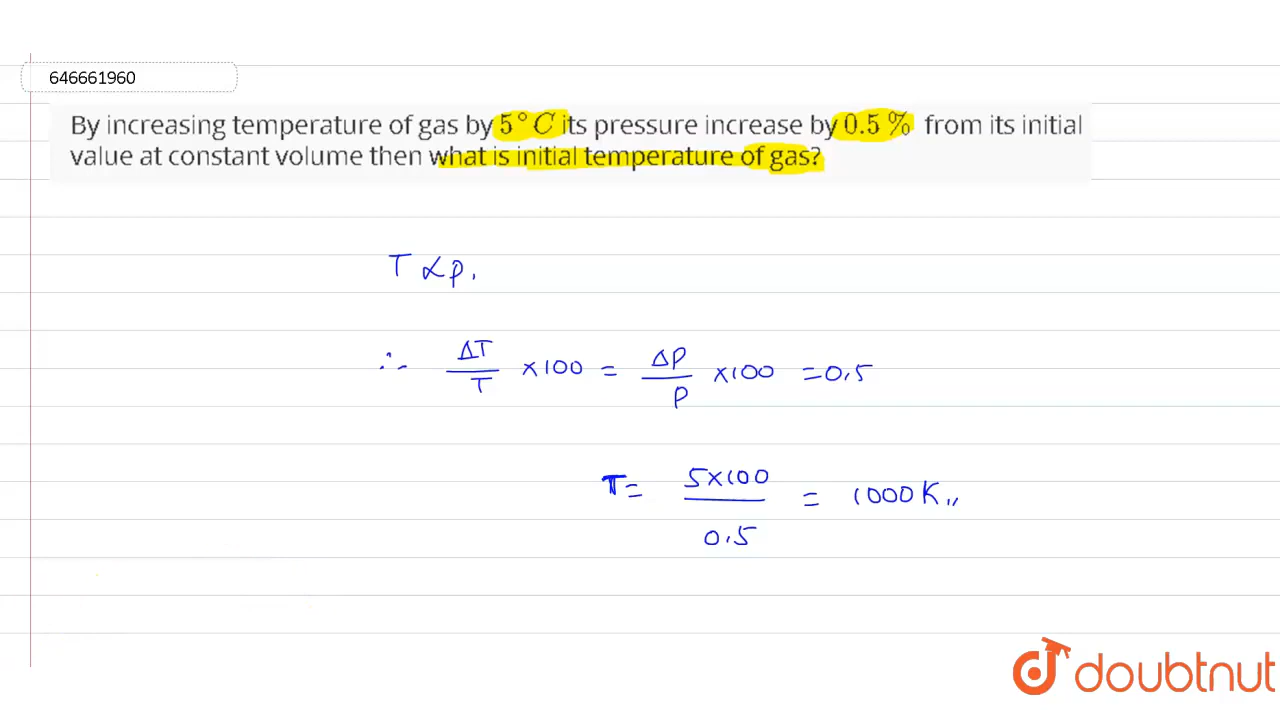 646661960
By increasing temperature of gas by 5°C its pressure increase by 0.5% from its initial
value at constant volume then what is initial temperature of gas?
T ∝ p.
∴ ΔT/T ×100 = ΔP/P ×100 = 0.5
T = 5×100/0.5 = 1000 K,,
doubtnut